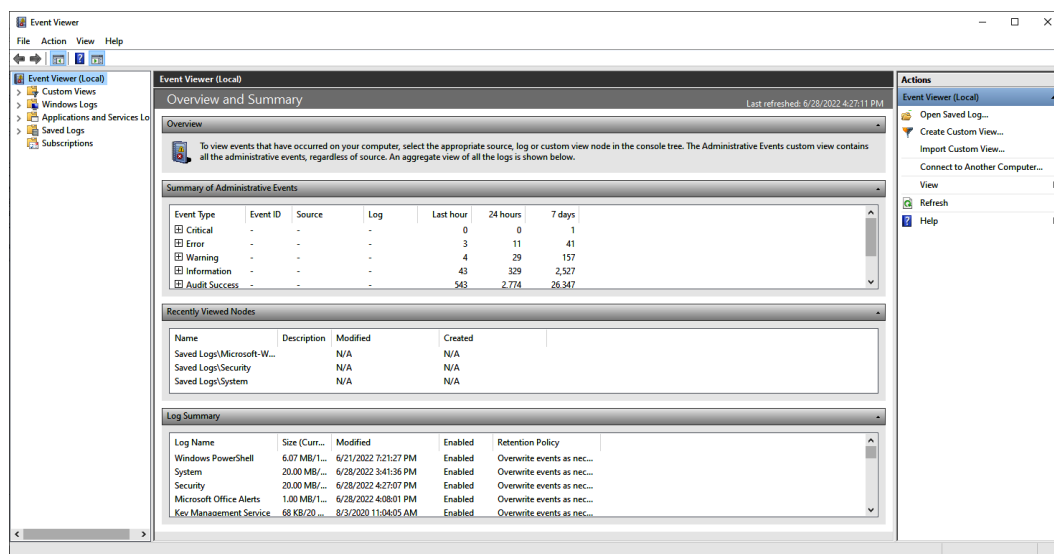 Event Viewer
File Action View Help
Event Viewer (Local)
Custom Views
Windows Logs
Applications and Services Lo
Saved Logs
Subscriptions
Event Viewer (Local)
Overview and Summary
Last refreshed: 6/28/2022 4:27:11 PM
Overview
To view events that have occurred on your computer, select the appropriate source, log or custom view node in the console tree. The Administrative Events custom view contains
all the administrative events, regardless of source. An aggregate view of all the logs is shown below.
Summary of Administrative Events
Event Type Event ID Source Log Last hour 24 hours 7 days
Critical - - - 0 0 1
Error - - - 3 11 41
Warning - - - 4 29 157
Information - - - 43 329 2,527
Audit Success - - - 543 2,774 26,347
Recently Viewed Nodes
Name Description Modified Created
Saved Logs\Microsoft-W... N/A N/A
Saved Logs\Security N/A N/A
Saved Logs\System N/A N/A
Log Summary
Log Name Size (Curr... Modified Enabled Retention Policy
Windows PowerShell 6.07 MB/1... 6/21/2022 7:21:27 PM Enabled Overwrite events as nec...
System 20.00 MB/... 6/28/2022 3:41:36 PM Enabled Overwrite events as nec...
Security 20.00 MB/... 6/28/2022 4:27:07 PM Enabled Overwrite events as nec...
Microsoft Office Alerts 1.00 MB/1... 6/28/2022 4:08:01 PM Enabled Overwrite events as nec...
Key Management Service 68 KB/20 ... 8/3/2020 11:04:05 AM Enabled Overwrite events as nec...
Actions
Event Viewer (Local)
Open Saved Log...
Create Custom View...
Import Custom View...
Connect to Another Computer...
View
Refresh
Help